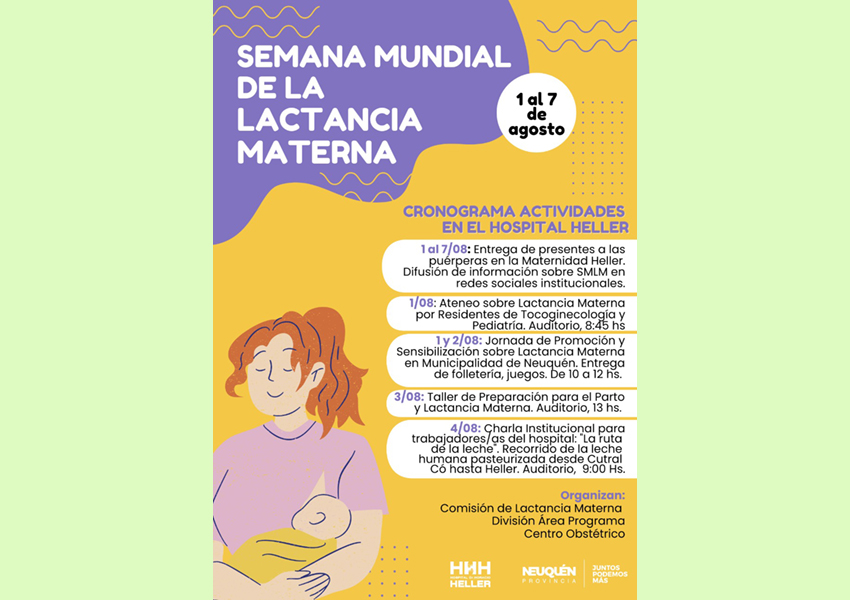 SEMANA MUNDIAL
DE LA
LACTANCIA
MATERNA
1 al 7
de
agosto
CRONOGRAMA ACTIVIDADES
EN EL HOSPITAL HELLER
1 al 7/08: Entrega de presentes a las
puérperas en la Maternidad Heller.
Difusión de información sobre SMLM en
redes sociales institucionales.
1/08: Ateneo sobre Lactancia Materna
por Residentes de Tocoginecología y
Pediatría. Auditorio, 8:45 hs
1 y 2/08: Jornada de Promoción y
Sensibilización sobre Lactancia Materna
en Municipalidad de Neuquén. Entrega
de folletería, juegos. De 10 a 12 hs.
3/08: Taller de Preparación para el Parto
y Lactancia Materna. Auditorio, 13 hs.
4/08: Charla Institucional para
trabajadores/as del hospital: "La ruta
de la leche". Recorrido de la leche
humana pasteurizada desde Cutral
Có hasta Heller. Auditorio, 9:00 Hs.
Organizan:
Comisión de Lactancia Materna
División Área Programa
Centro Obstétrico
HHH
HELLER
NEUQUÉN
PROVINCIA
JUNTOS
PODEMOS
MÁS